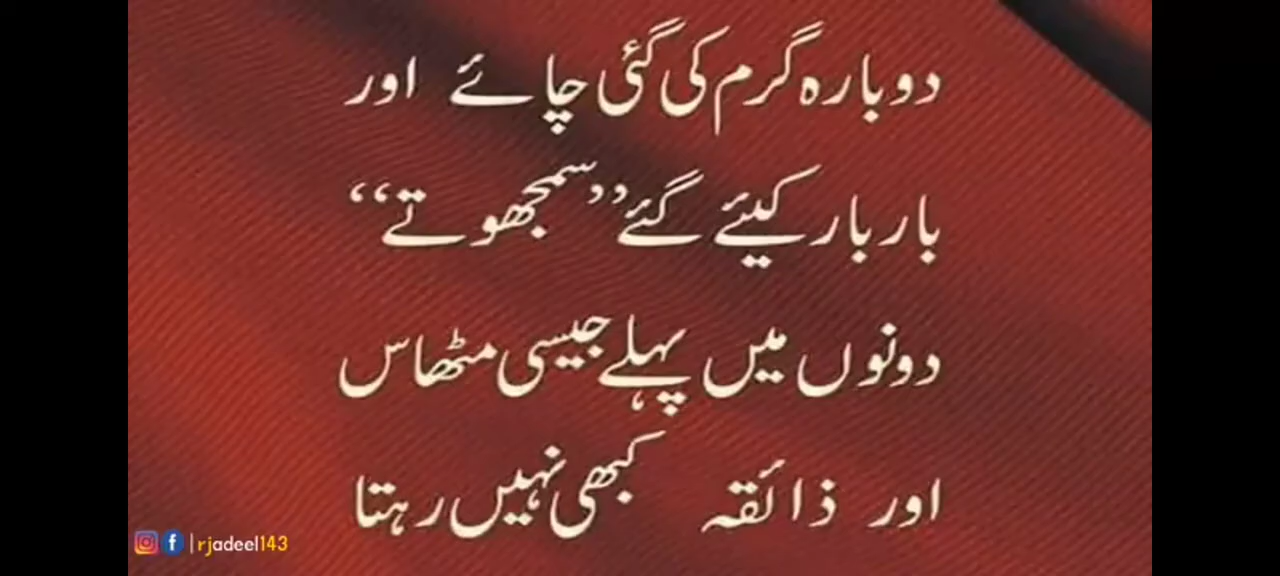 دوبارہ گرم کی گئی چائے اور
بار بار کیئے گئے ’’سمجھوتے‘‘
دونوں میں پہلے جیسی مٹھاس
اور ذائقہ کبھی نہیں رہتا
| rjadeel143